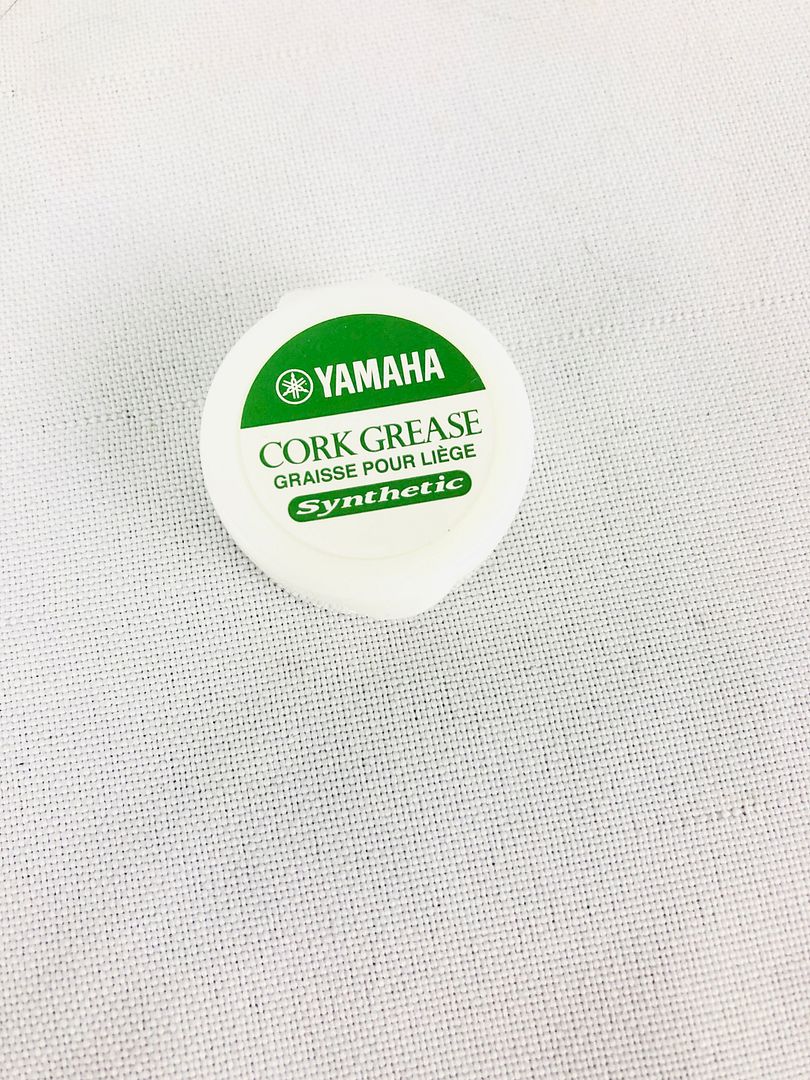 YAMAHA
CORK GREASE
GRAISSE POUR LIÈGE
Synthetic